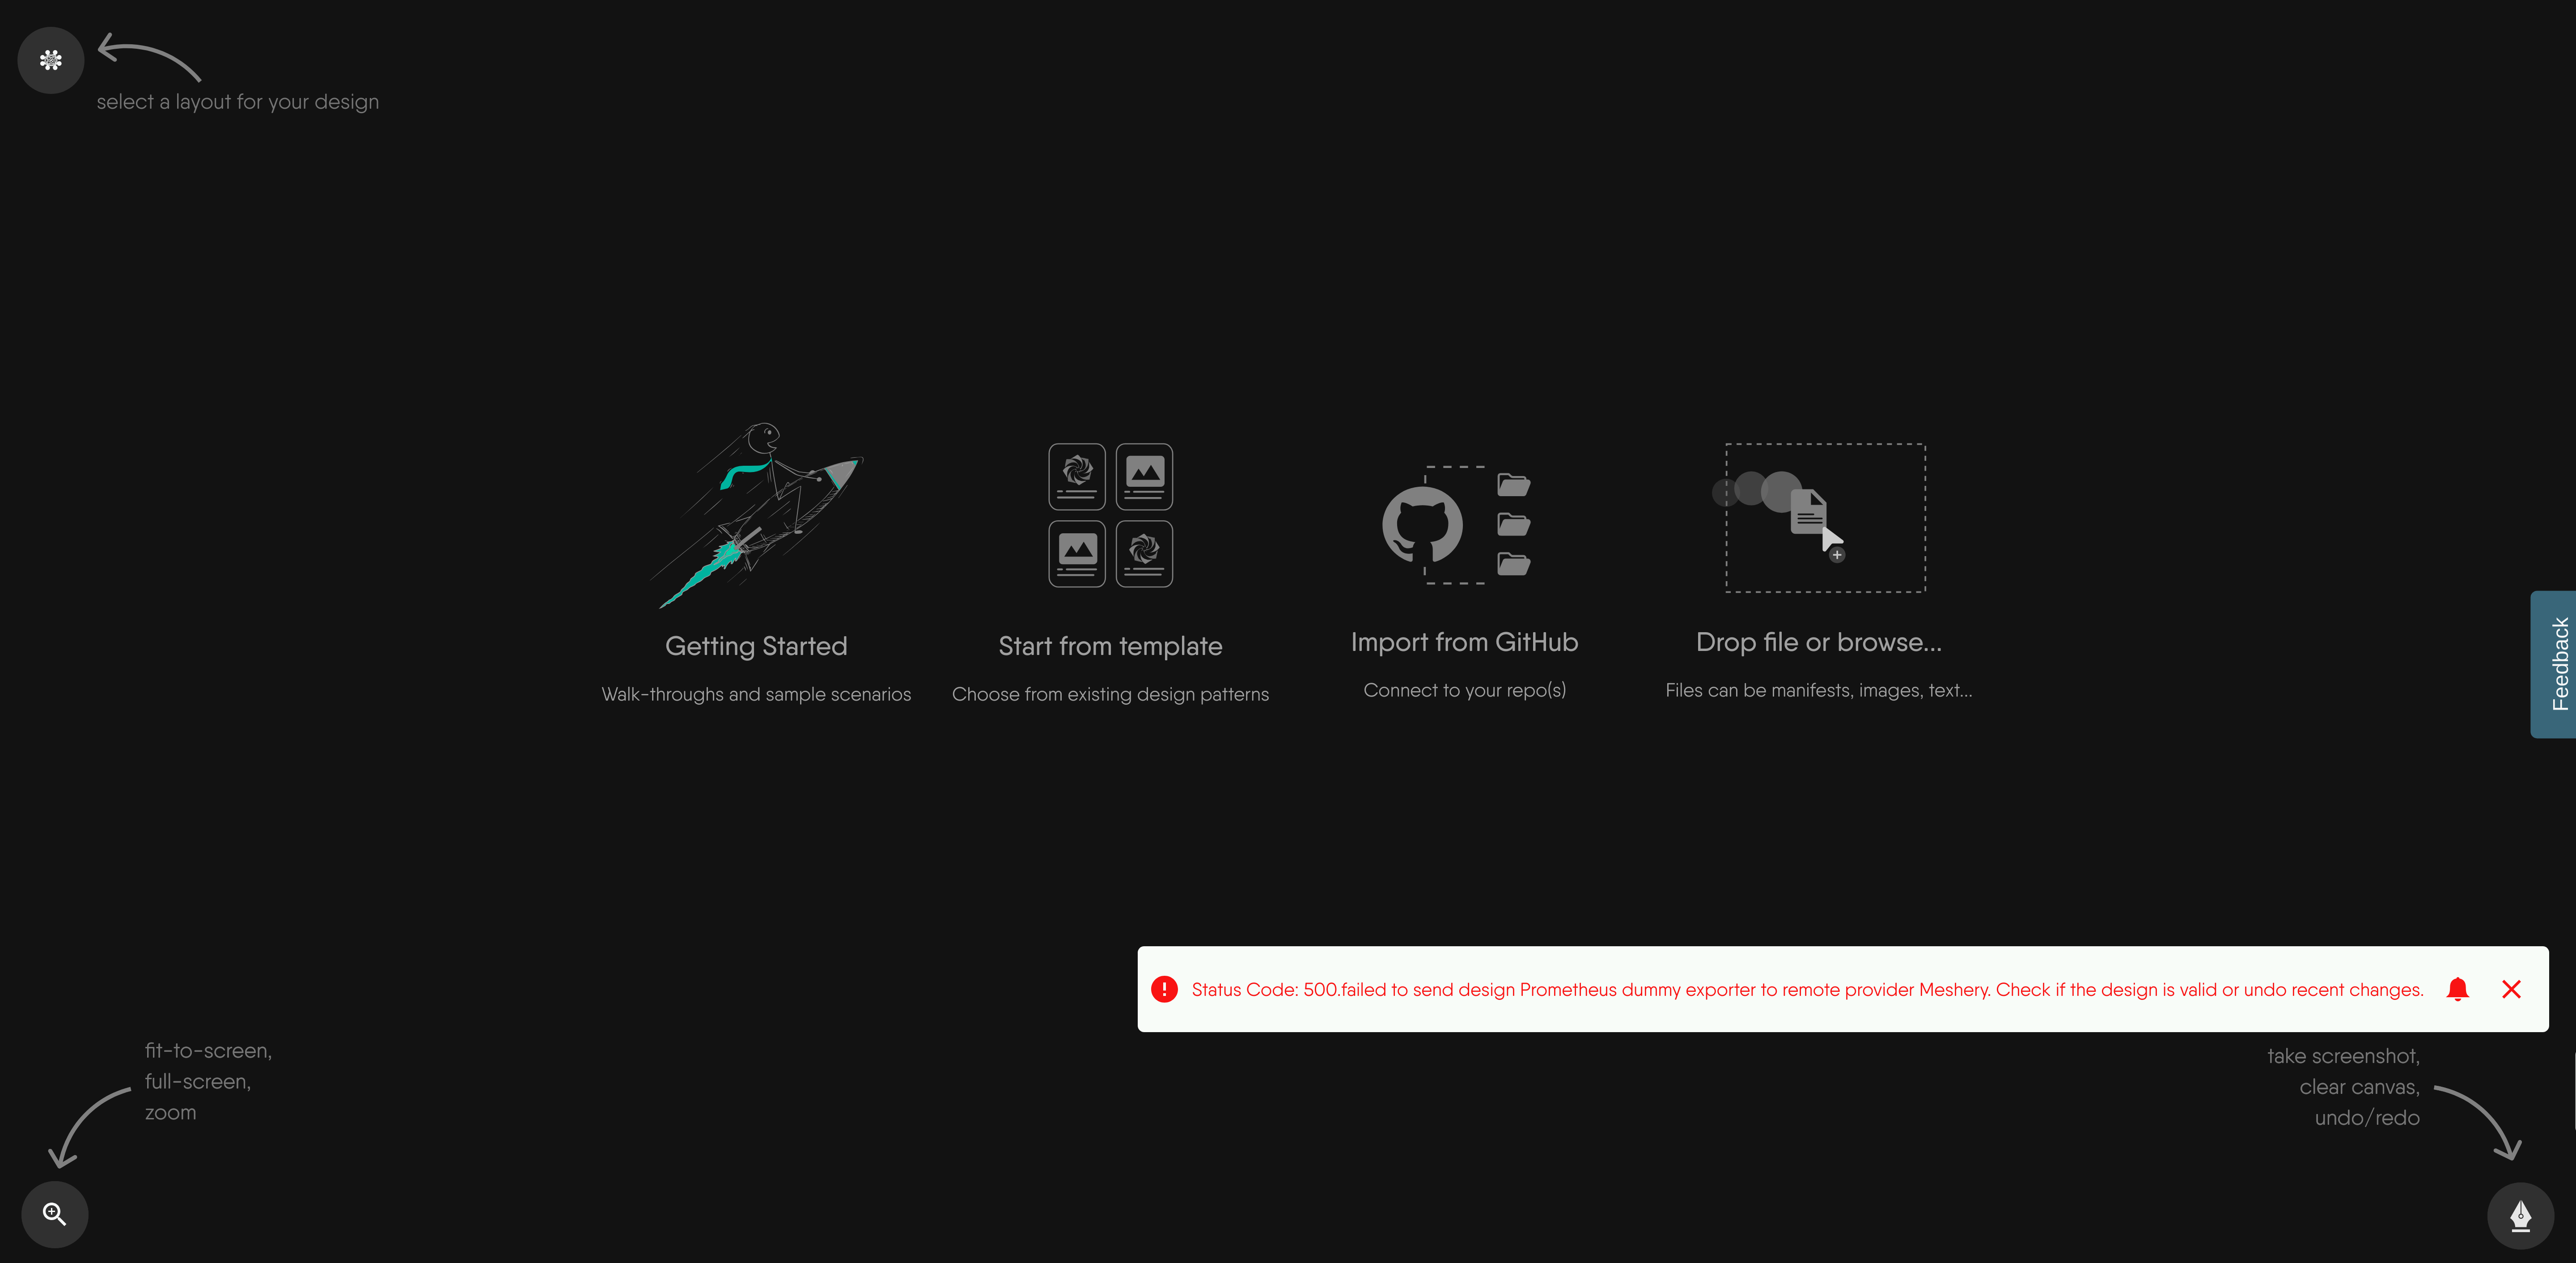 select a layout for your design
Getting Started
Walk-throughs and sample scenarios
Start from template
Choose from existing design patterns
Import from GitHub
Connect to your repo(s)
Drop file or browse...
Files can be manifests, images, text...
Feedback
Status Code: 500.failed to send design Prometheus dummy exporter to remote provider Meshery. Check if the design is valid or undo recent changes.
fit-to-screen,
full-screen,
zoom
take screenshot,
clear canvas,
undo/redo